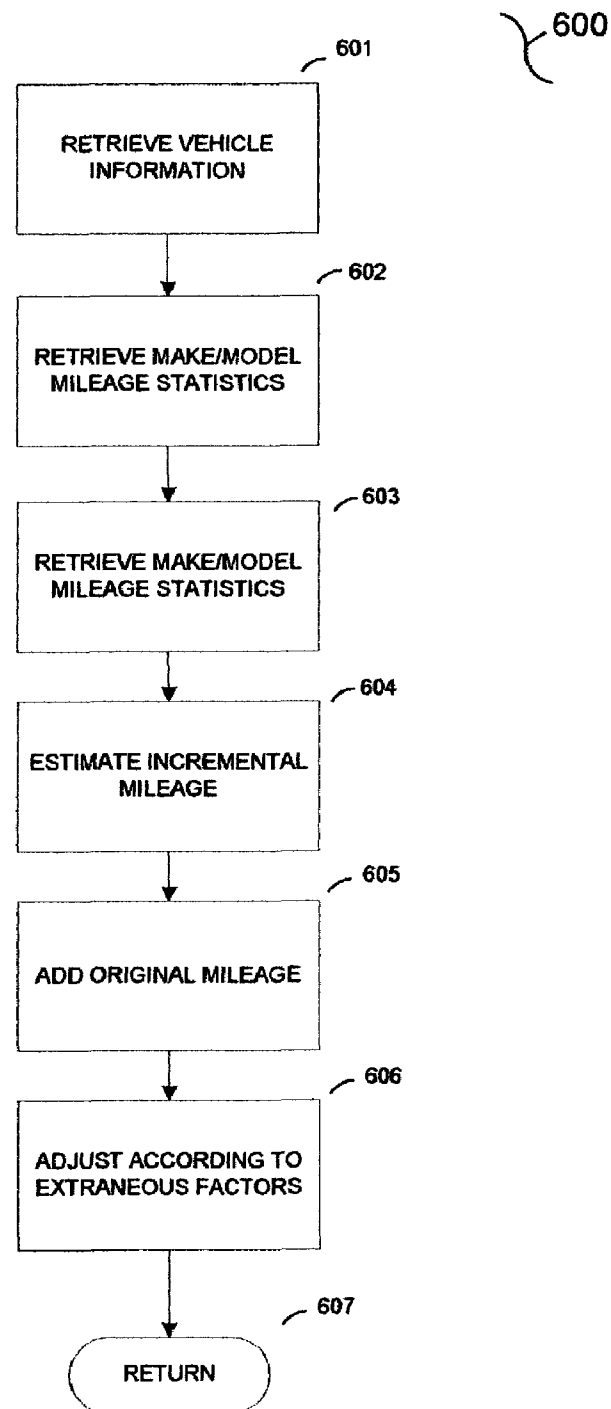 600
601
RETRIEVE VEHICLE
INFORMATION
602
RETRIEVE MAKE/MODEL
MILEAGE STATISTICS
603
RETRIEVE MAKE/MODEL
MILEAGE STATISTICS
604
ESTIMATE INCREMENTAL
MILEAGE
605
ADD ORIGINAL MILEAGE
606
ADJUST ACCORDING TO
EXTRANEOUS FACTORS
607
RETURN